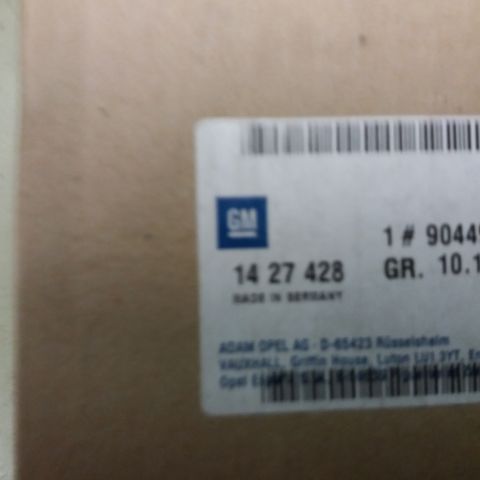 GM
1 # 9044
14 27 428
GR. 10.1
MADE IN GERMANY
ADAM OPEL AG - D-65423 Rüsselsheim
VAUXHALL, Griffin House, Luton LU1 3YT, En
Opel